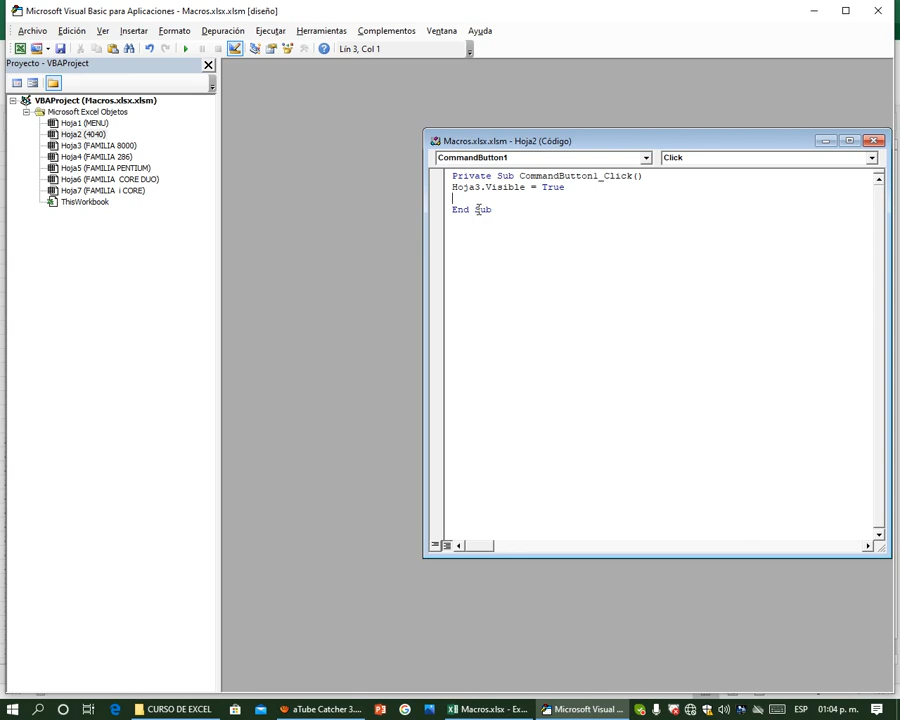 Microsoft Visual Basic para Aplicaciones - Macros.xlsx.xlsm [diseño]
Archivo Edición Ver Insertar Formato Depuración Ejecutar Herramientas Complementos Ventana Ayuda
Lín 3, Col 1
Proyecto - VBAProject
VBAProject (Macros.xlsx.xlsm)
Microsoft Excel Objetos
Hoja1 (MENU)
Hoja2 (4040)
Hoja3 (FAMILIA 8000)
Hoja4 (FAMILIA 286)
Hoja5 (FAMILIA PENTIUM)
Hoja6 (FAMILIA CORE DUO)
Hoja7 (FAMILIA i CORE)
ThisWorkbook
Macros.xlsx.xlsm - Hoja2 (Código)
CommandButton1 Click
Private Sub CommandButton1_Click()
Hoja3.Visible = True
End Sub
CURSO DE EXCEL aTube Catcher 3.... Macros.xlsx - Ex... Microsoft Visual ... ESP 01:04 p. m.